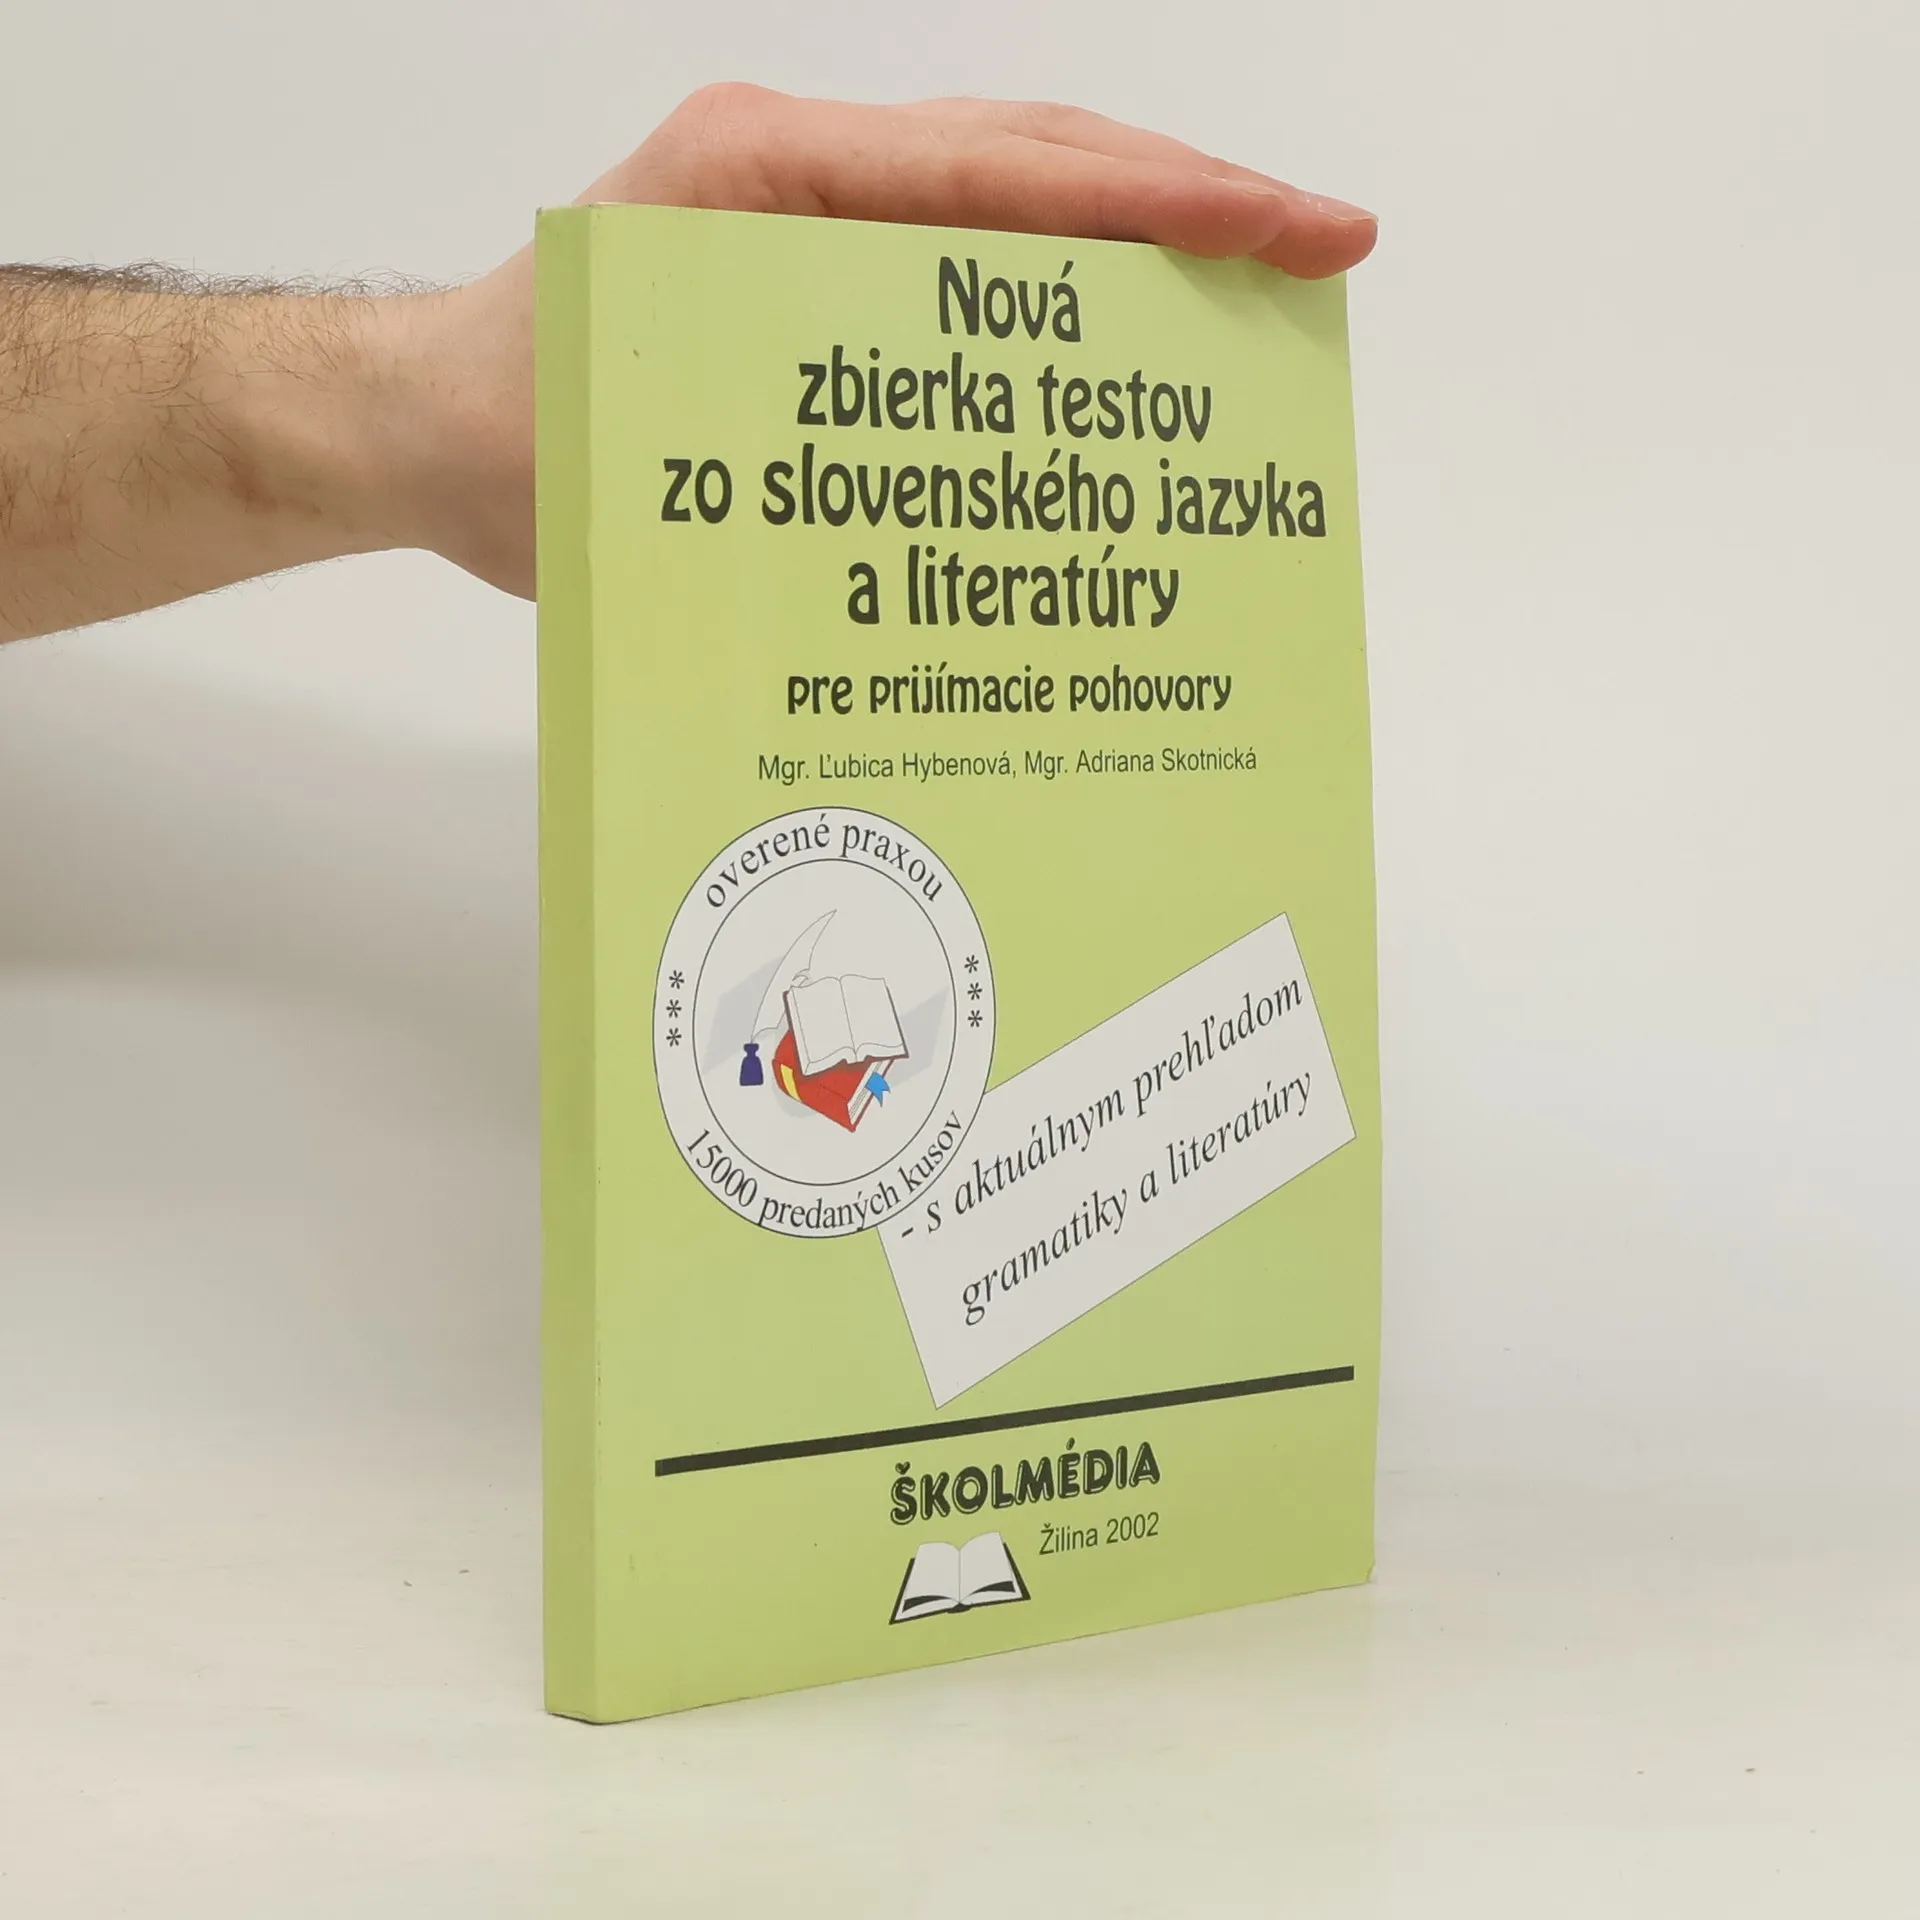 Nová
zbierka testov
zo slovenského jazyka
a literatúry
pre prijímacie pohovory
Mgr. Ľubica Hybenová, Mgr. Adriana Skotnická
overené praxou
***
***
15000 predaných kusov
- s aktuálnym prehľadom
gramatiky a literatúry
ŠKOLMÉDIA
Žilina 2002